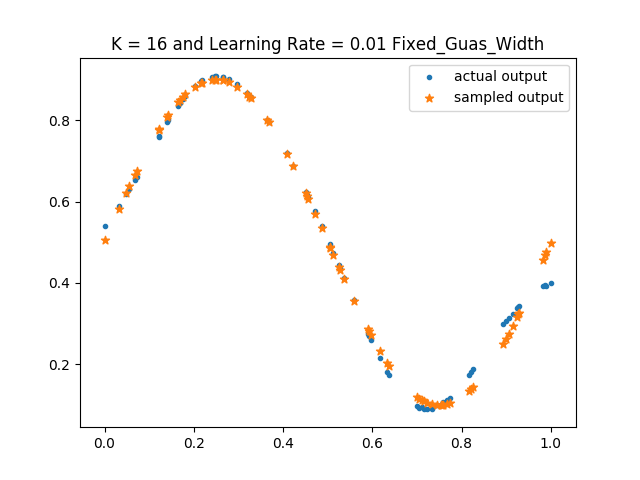 K = 16 and Learning Rate = 0.01 Fixed_Guas_Width
actual output
sampled output
0.8
0.6
0.4
0.2
0.0 0.2 0.4 0.6 0.8 1.0